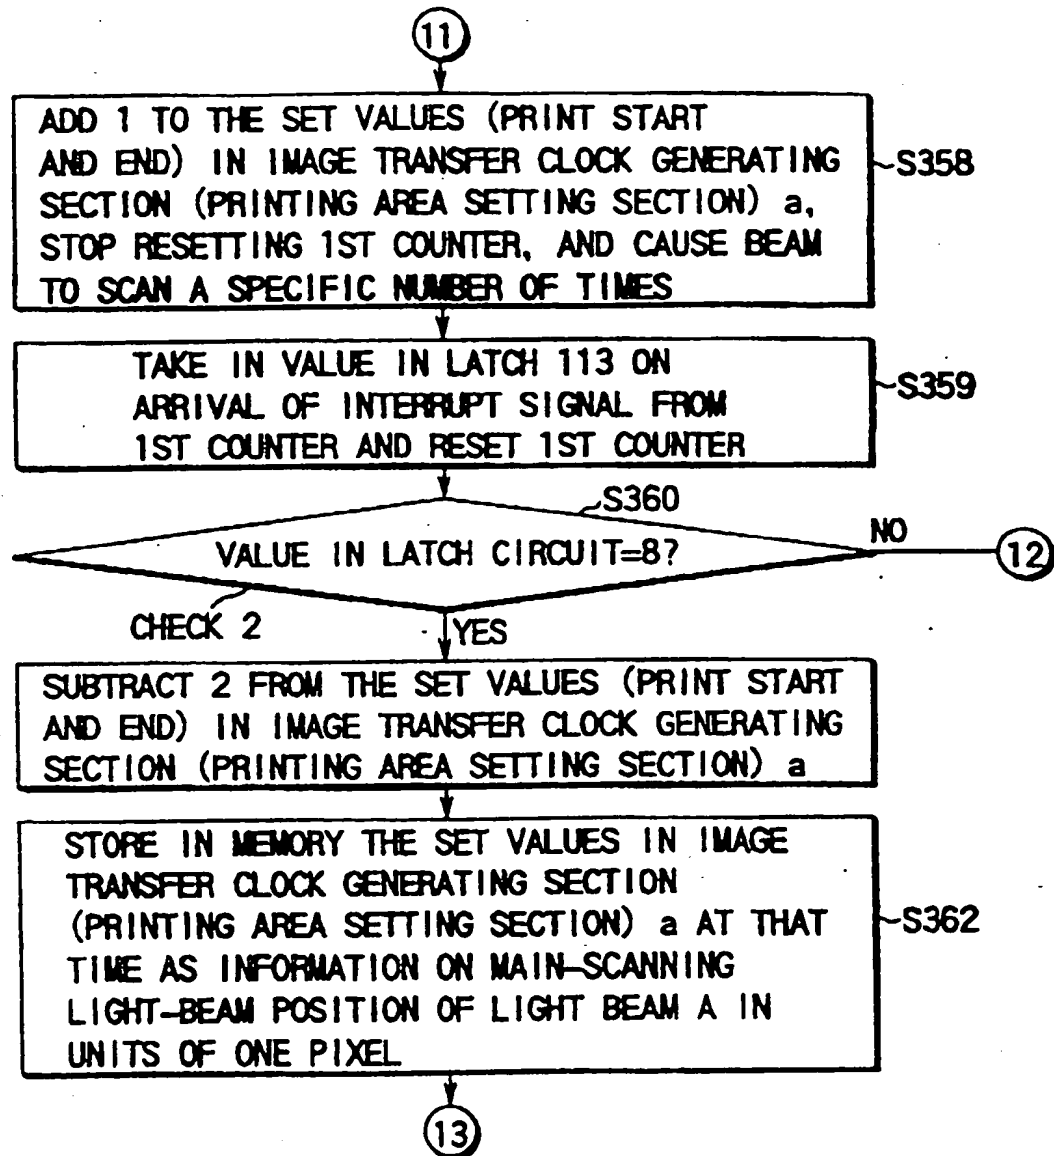 11
ADD 1 TO THE SET VALUES (PRINT START
AND END) IN IMAGE TRANSFER CLOCK GENERATING
SECTION (PRINTING AREA SETTING SECTION) a,
STOP RESETTING 1ST COUNTER, AND CAUSE BEAM
TO SCAN A SPECIFIC NUMBER OF TIMES
S358
TAKE IN VALUE IN LATCH 113 ON
ARRIVAL OF INTERRUPT SIGNAL FROM
1ST COUNTER AND RESET 1ST COUNTER
S359
S360
VALUE IN LATCH CIRCUIT=8?
NO
12
CHECK 2
YES
SUBTRACT 2 FROM THE SET VALUES (PRINT START
AND END) IN IMAGE TRANSFER CLOCK GENERATING
SECTION (PRINTING AREA SETTING SECTION) a
STORE IN MEMORY THE SET VALUES IN IMAGE
TRANSFER CLOCK GENERATING SECTION
(PRINTING AREA SETTING SECTION) a AT THAT
TIME AS INFORMATION ON MAIN-SCANNING
LIGHT-BEAM POSITION OF LIGHT BEAM A IN
UNITS OF ONE PIXEL
S362
13